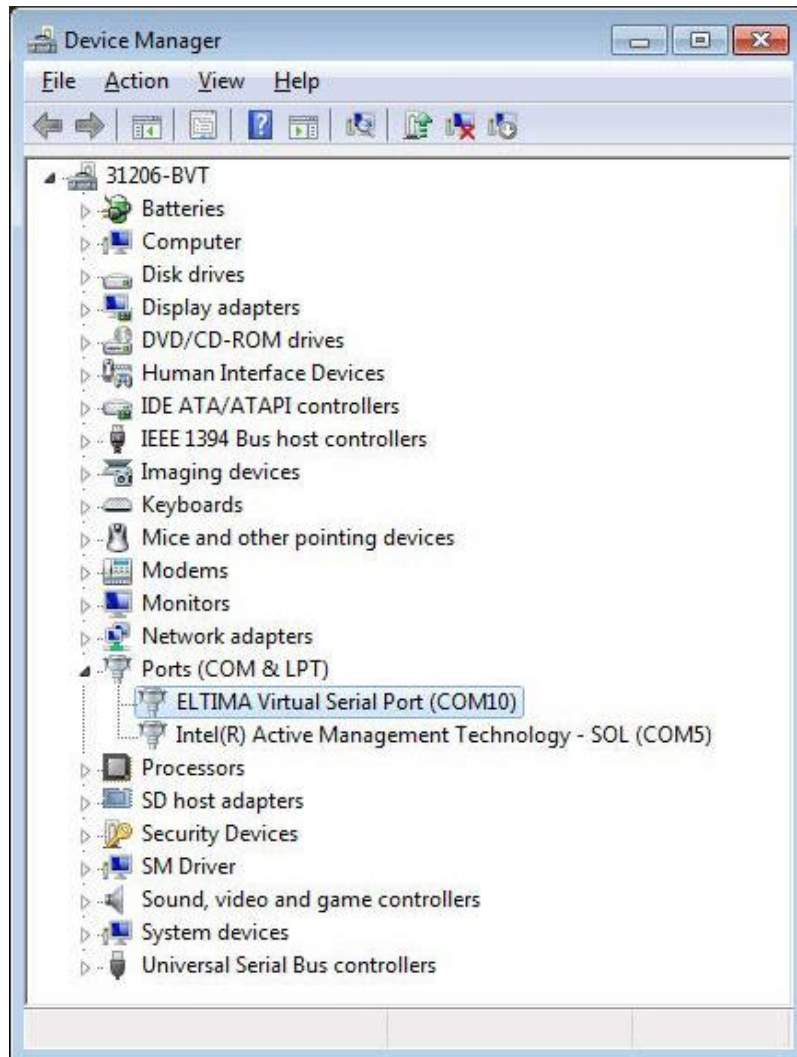 Device Manager
File Action View Help
31206-BVT
Batteries
Computer
Disk drives
Display adapters
DVD/CD-ROM drives
Human Interface Devices
IDE ATA/ATAPI controllers
IEEE 1394 Bus host controllers
Imaging devices
Keyboards
Mice and other pointing devices
Modems
Monitors
Network adapters
Ports (COM & LPT)
ELTIMA Virtual Serial Port (COM10)
Intel(R) Active Management Technology - SOL (COM5)
Processors
SD host adapters
Security Devices
SM Driver
Sound, video and game controllers
System devices
Universal Serial Bus controllers